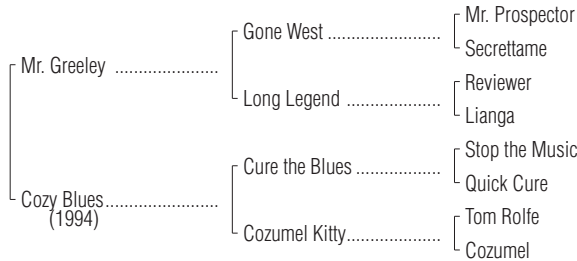 Mr. Prospector
Gone West ....................
Secrettame
Mr. Greeley ....................
Reviewer
Long Legend ................
Lianga
Stop the Music
Cure the Blues ..............
Quick Cure
Cozy Blues......................
(1994)
Tom Rolfe
Cozumel Kitty................
Cozumel